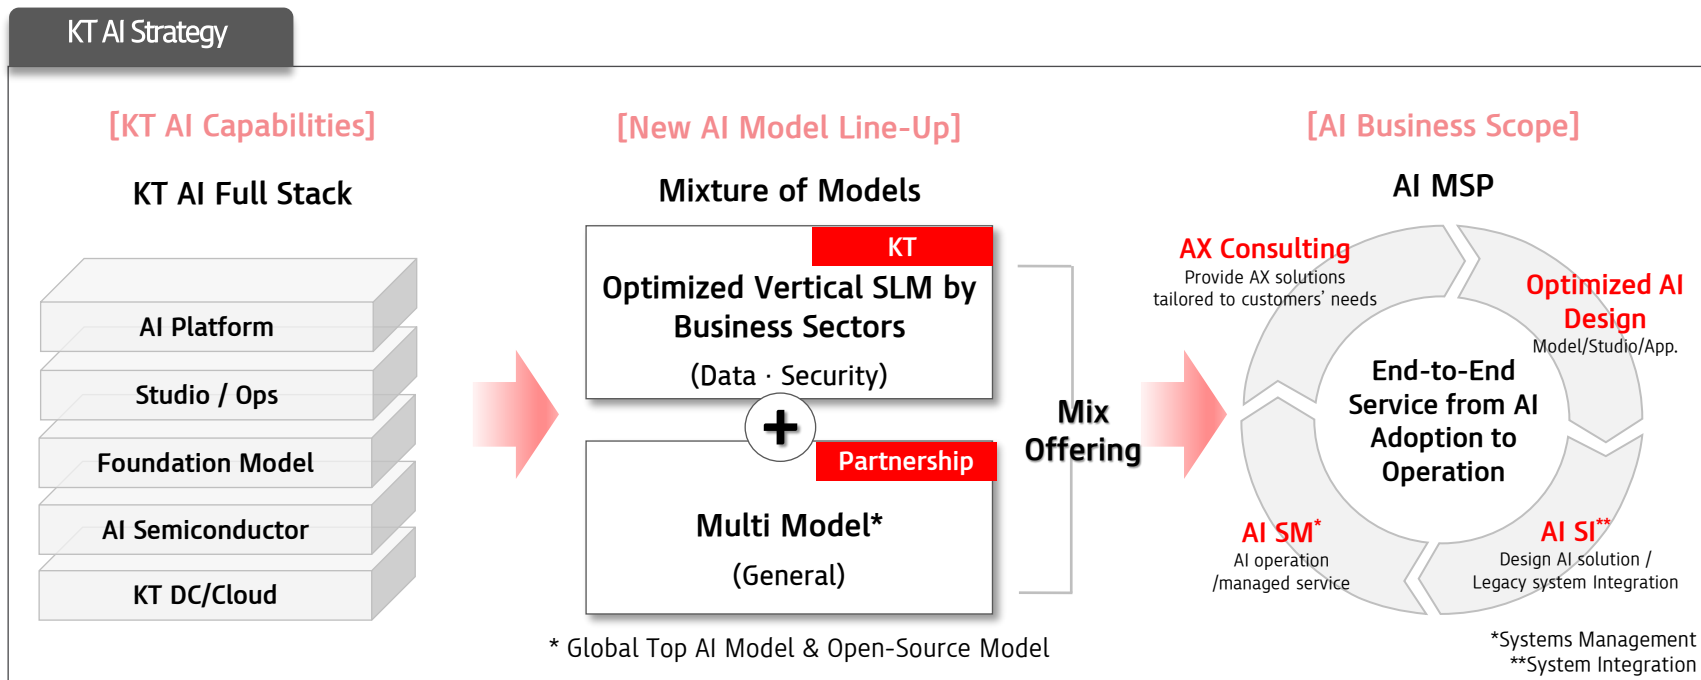 KT AI Strategy
[KT AI Capabilities]
KT AI Full Stack
AI Platform
Studio / Ops
Foundation Model
AI Semiconductor
KT DC/Cloud
[New AI Model Line-Up]
Mixture of Models
KT
Optimized Vertical SLM by
Business Sectors
(Data · Security)
+
Partnership
Multi Model*
(General)
* Global Top AI Model & Open-Source Model
Mix
Offering
[AI Business Scope]
AI MSP
AX Consulting
Provide AX solutions
tailored to customers’ needs
Optimized AI
Design
Model/Studio/App.
End-to-End
Service from AI
Adoption to
Operation
AI SM*
AI operation
/managed service
AI SI**
Design AI solution /
Legacy system Integration
*Systems Management
**System Integration